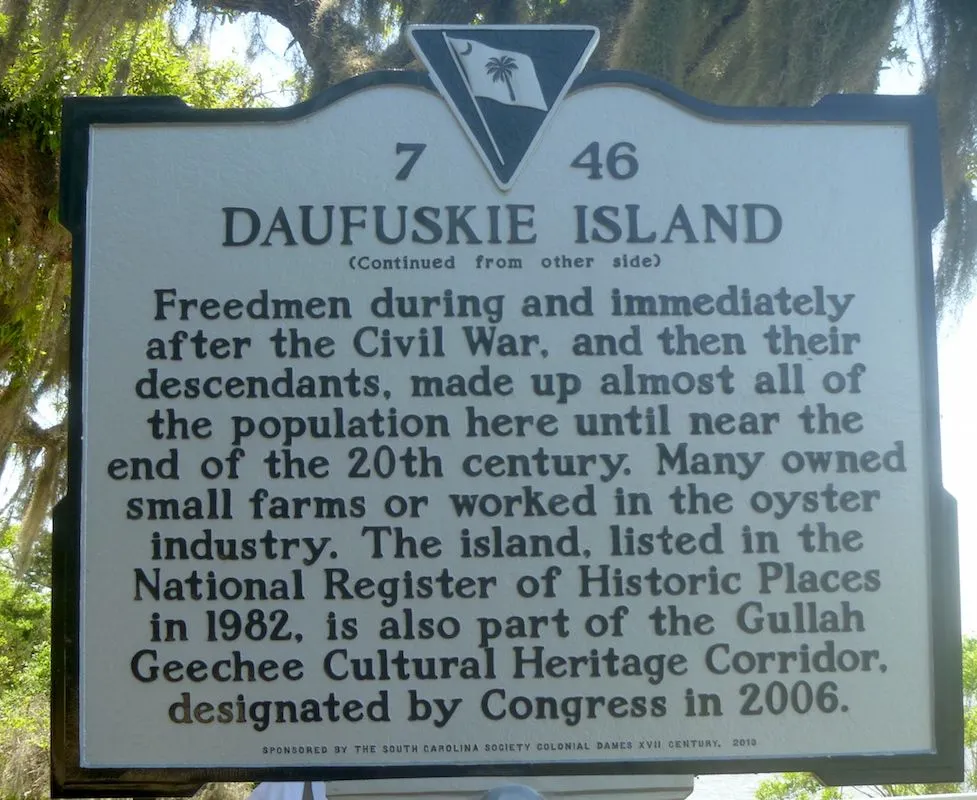 7 46
DAUFUSKIE ISLAND
(Continued from other side)
Freedmen during and immediately
after the Civil War, and then their
descendants, made up almost all of
the population here until near the
end of the 20th century. Many owned
small farms or worked in the oyster
industry. The island, listed in the
National Register of Historic Places
in 1982, is also part of the Gullah
Geechee Cultural Heritage Corridor,
designated by Congress in 2006.
SPONSORED BY THE SOUTH CAROLINA SOCIETY COLONIAL DAMES XVII CENTURY,